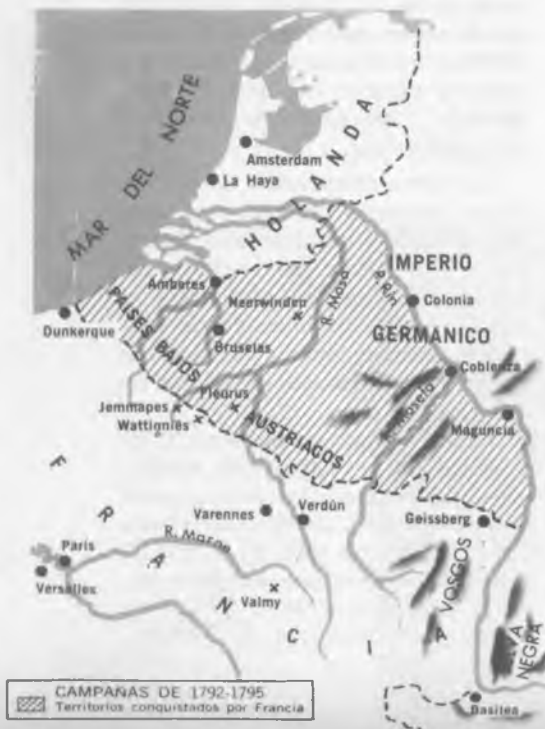 MAR DEL NORTE
Amsterdam
La Haya
HOLANDA
IMPERIO
GERMANICO
R. Rin
Colonia
Amberes
Neerwinden
R. Mosa
Dunkerque
PAISES BAJOS
AUSTRIACOS
Bruselas
Coblenza
Fleurus
R. Mosela
Jemmapes
Wattignies
Maguncia
Varennes
Verdún
Geissberg
FRANCIA
R. Marne
París
Versalles
Valmy
VOSGOS
SELVA
NEGRA
Basilea
CAMPAÑAS DE 1792-1795
Territorios conquistados por Francia